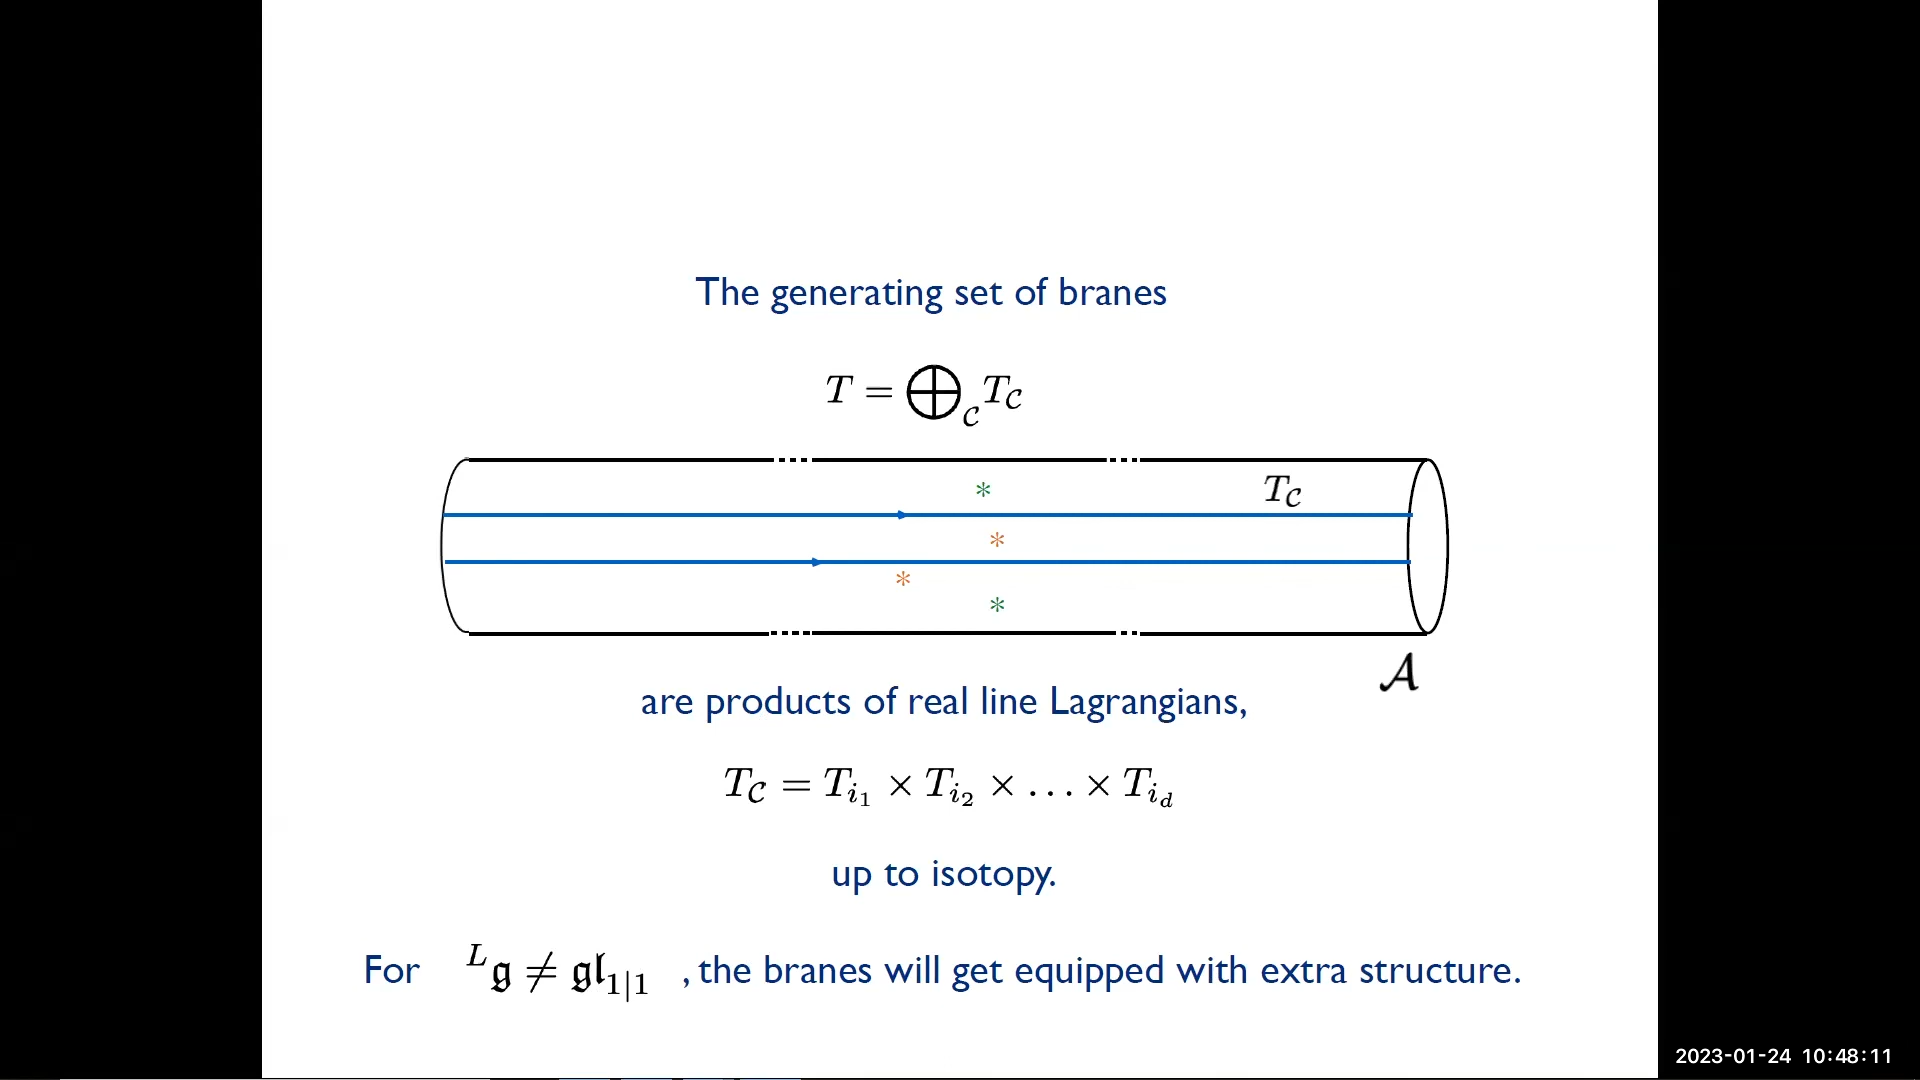 The generating set of branes
T = ⊕_𝒞 T_𝒞
*
T_𝒞
*
*
*
𝒜
are products of real line Lagrangians,
T_𝒞 = T_{i_1} × T_{i_2} × … × T_{i_d}
up to isotopy.
For ^L𝔤 ≠ 𝔤𝔩_{1|1} , the branes will get equipped with extra structure.
2023-01-24 10:48:11